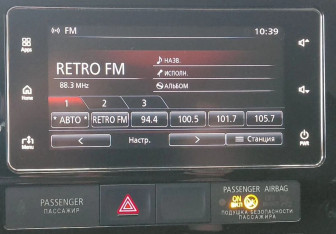 FM 10:39
Apps
RETRO FM
88.3 MHz
НАЗВ.
ИСПОЛН.
АЛЬБОМ
Home
1 2 3
* АВТО * RETRO FM 94.4 100.5 101.7 105.7
< Настр. > Станция
Menu
PWR
PASSENGER
ПАССАЖИР
PASSENGER AIRBAG
ON
ВКЛ
ПОДУШКА БЕЗОПАСНОСТИ
ПАССАЖИРА